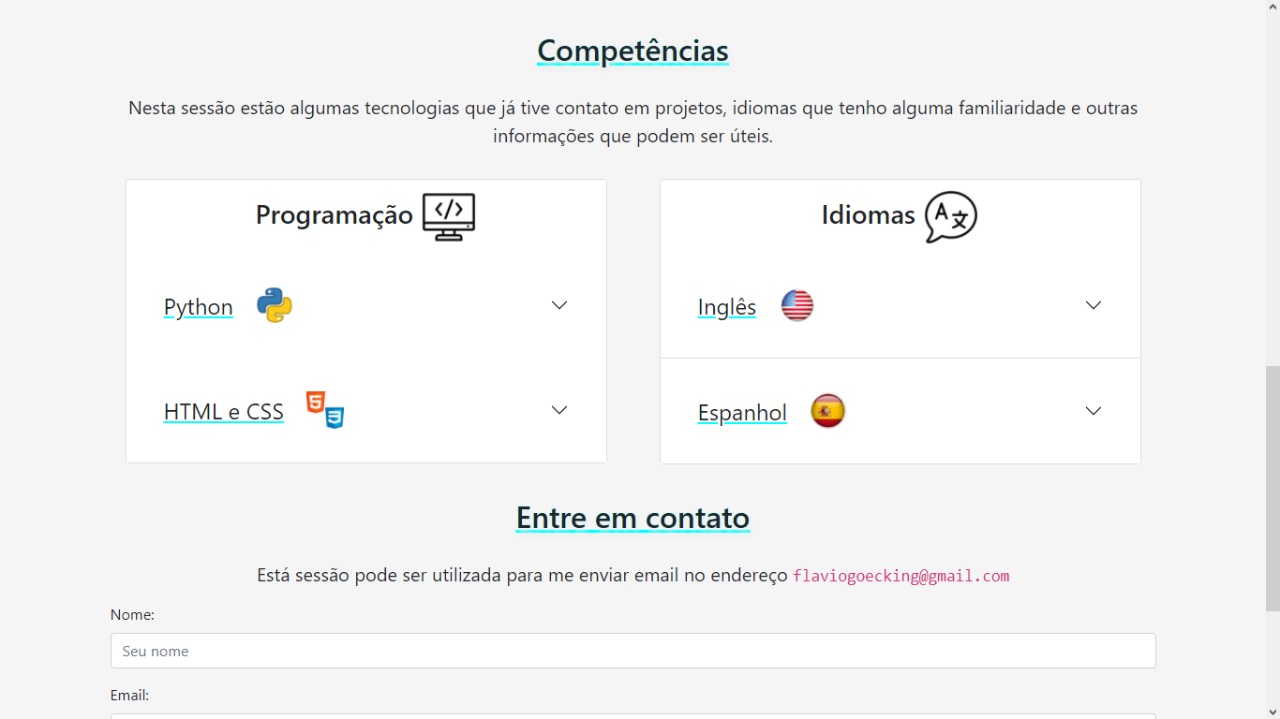 Competências
Nesta sessão estão algumas tecnologias que já tive contato em projetos, idiomas que tenho alguma familiaridade e outras
informações que podem ser úteis.
Programação
Python
HTML e CSS
Idiomas
Inglês
Espanhol
Entre em contato
Está sessão pode ser utilizada para me enviar email no endereço flaviogoecking@gmail.com
Nome:
Seu nome
Email: